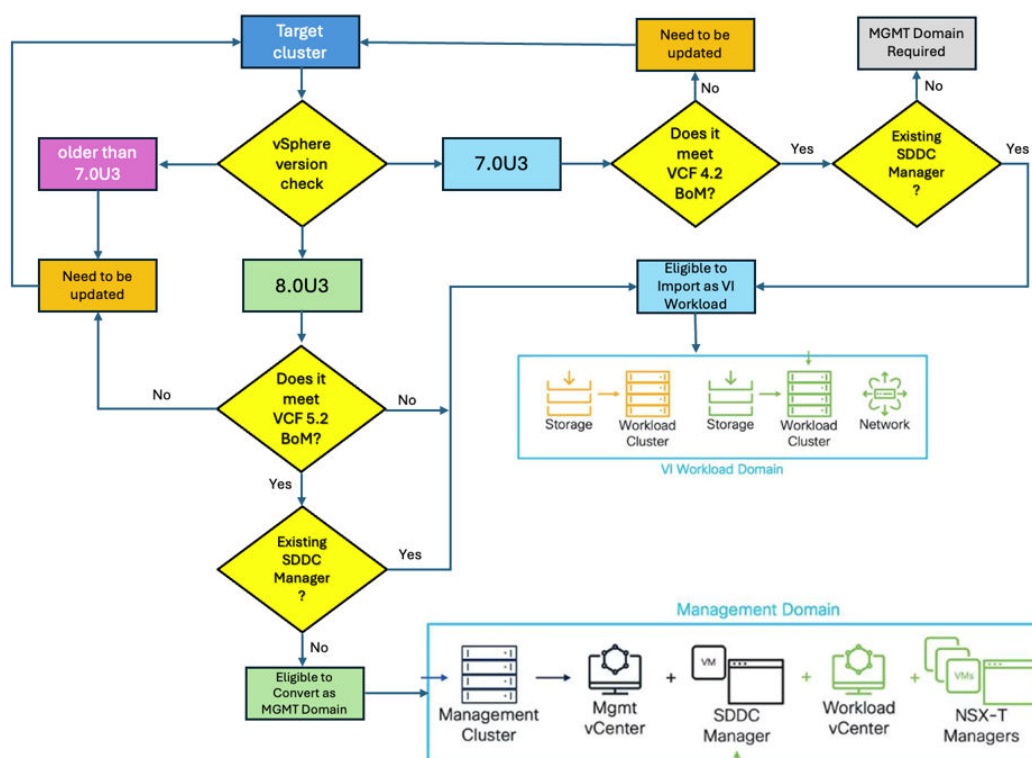 Target
cluster
Need to be
updated
MGMT Domain
Required
No
No
older than
7.0U3
vSphere
version
check
7.0U3
Does it
meet
VCF 4.2
BoM?
Yes
Existing
SDDC
Manager
?
Yes
Need to be
updated
8.0U3
Eligible to
Import as VI
Workload
No
Does it
meet
VCF 5.2
BoM?
No
Storage
Workload
Cluster
Storage
Workload
Cluster
Network
VI Workload Domain
Yes
Existing
SDDC
Manager
?
Yes
No
Eligible to
Convert as
MGMT Domain
Management Domain
Management
Cluster
Mgmt
vCenter
+
VM
SDDC
Manager
+
Workload
vCenter
+
VMs
NSX-T
Managers